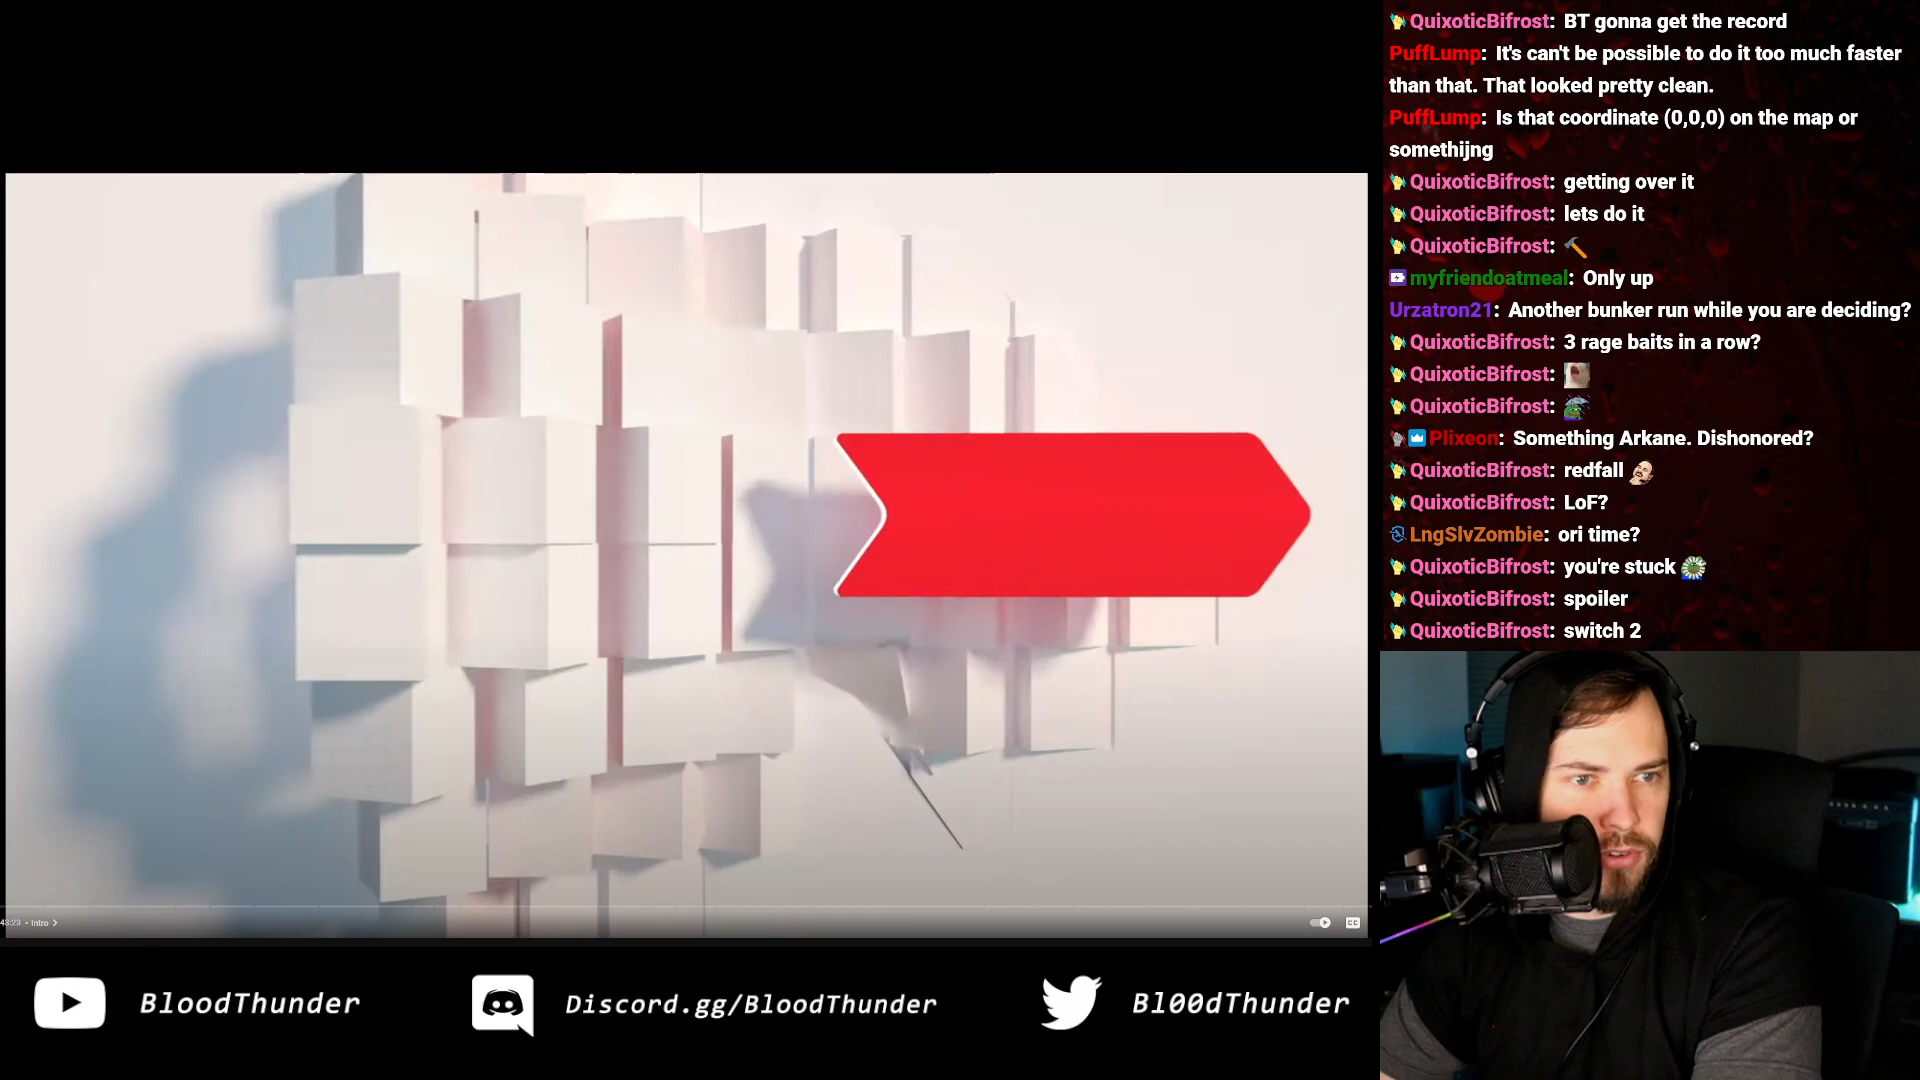 QuixoticBifrost: BT gonna get the record
PuffLump: It's can't be possible to do it too much faster
than that. That looked pretty clean.
PuffLump: Is that coordinate (0,0,0) on the map or
somethijng
QuixoticBifrost: getting over it
QuixoticBifrost: lets do it
QuixoticBifrost:
myfriendoatmeal: Only up
Urzatron21: Another bunker run while you are deciding?
QuixoticBifrost: 3 rage baits in a row?
QuixoticBifrost:
QuixoticBifrost:
Plixeon: Something Arkane. Dishonored?
QuixoticBifrost: redfall
QuixoticBifrost: LoF?
LngSlvZombie: ori time?
QuixoticBifrost: you're stuck
QuixoticBifrost: spoiler
QuixoticBifrost: switch 2
43:23 • Intro >
CC
BloodThunder
Discord.gg/BloodThunder
Bl00dThunder